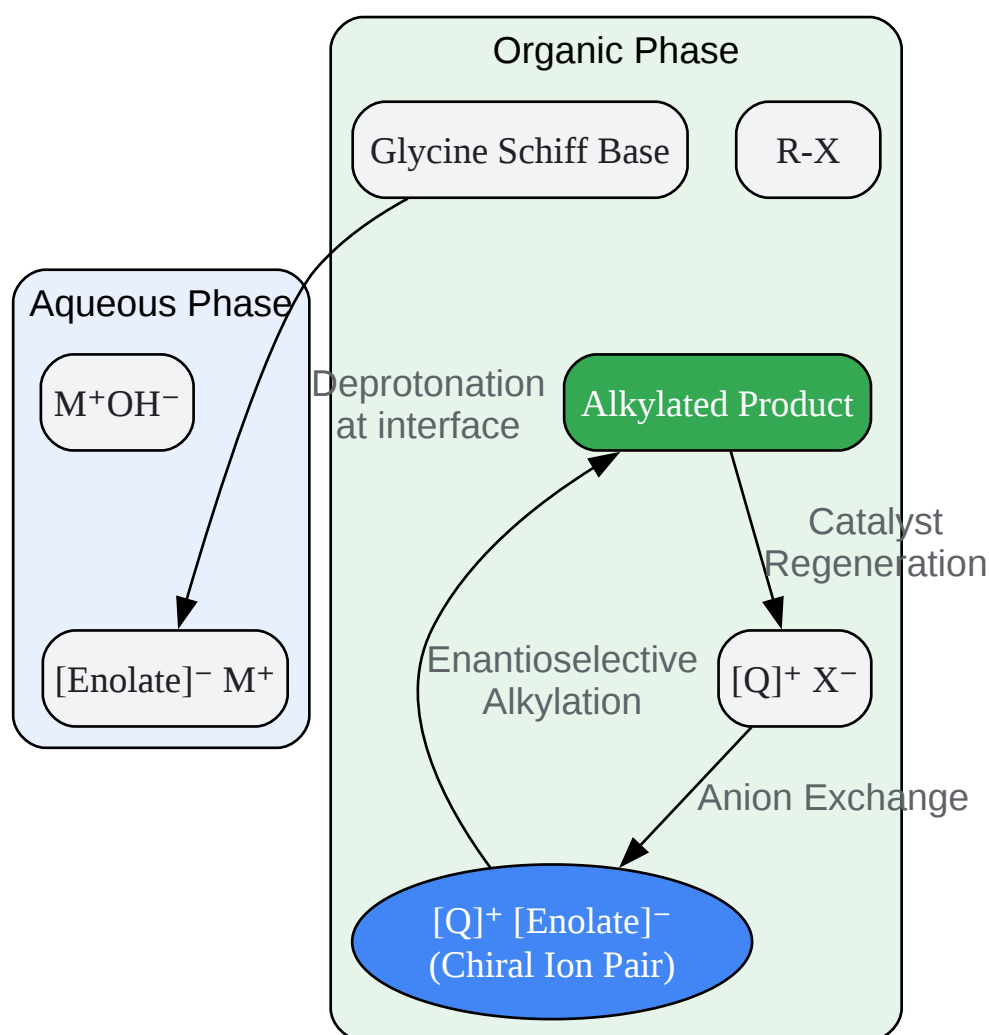 Organic Phase
Glycine Schiff Base
R-X
Aqueous Phase
M⁺OH⁻
Deprotonation
at interface
Alkylated Product
Catalyst
Regeneration
[Enolate]⁻ M⁺
Enantioselective
Alkylation
[Q]⁺ X⁻
Anion Exchange
[Q]⁺ [Enolate]⁻
(Chiral Ion Pair)